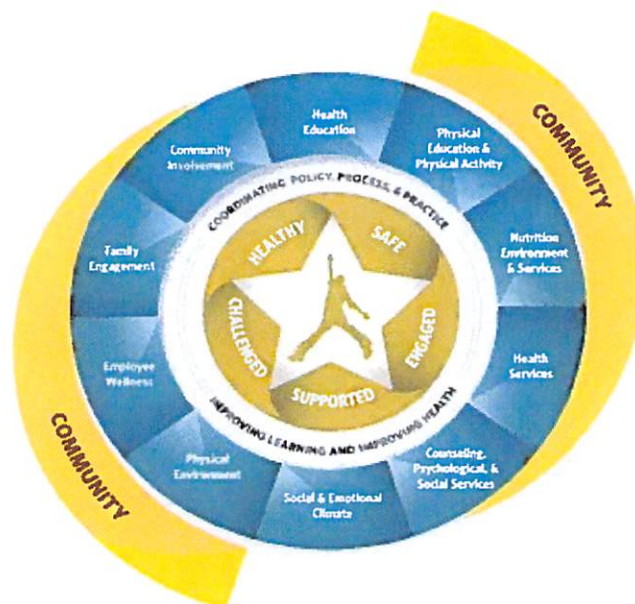 COMMUNITY
Health
Education
Physical
Education &
Physical Activity
Nutrition
Environment
& Services
Health
Services
Counseling,
Psychological, &
Social Services
Social & Emotional
Climate
Physical
Environment
Employee
Wellness
Family
Engagement
Community
Involvement
COORDINATING POLICY, PROCESS, & PRACTICE
IMPROVING LEARNING AND IMPROVING HEALTH
HEALTHY
SAFE
ENGAGED
SUPPORTED
CHALLENGED
COMMUNITY